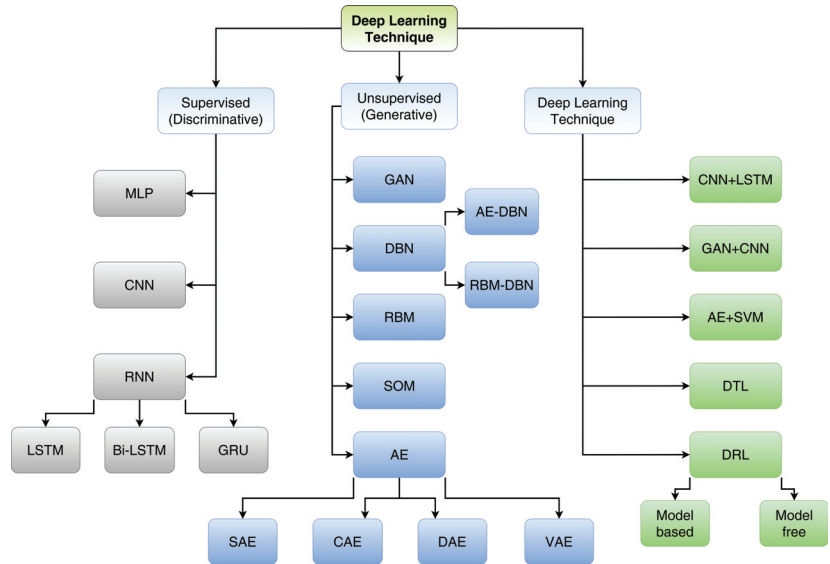 Deep Learning
Technique
Supervised
(Discriminative)
Unsupervised
(Generative)
Deep Learning
Technique
MLP
CNN
RNN
LSTM
Bi-LSTM
GRU
GAN
DBN
AE-DBN
RBM-DBN
RBM
SOM
AE
SAE
CAE
DAE
VAE
CNN+LSTM
GAN+CNN
AE+SVM
DTL
DRL
Model
based
Model
free